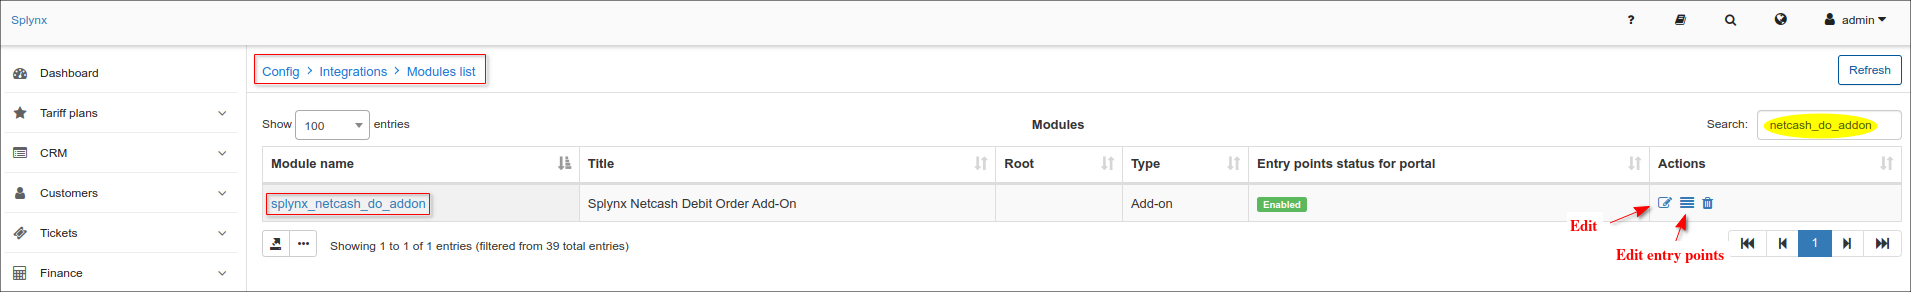 Splynx
? admin
Dashboard
Tariff plans
CRM
Customers
Tickets
Finance
Config > Integrations > Modules list
Refresh
Show 100 entries
Modules
Search: netcash_do_addon
Module name Title Root Type Entry points status for portal Actions
splynx_netcash_do_addon Splynx Netcash Debit Order Add-On Add-on Enabled
Edit
Edit entry points
Showing 1 to 1 of 1 entries (filtered from 39 total entries)
1